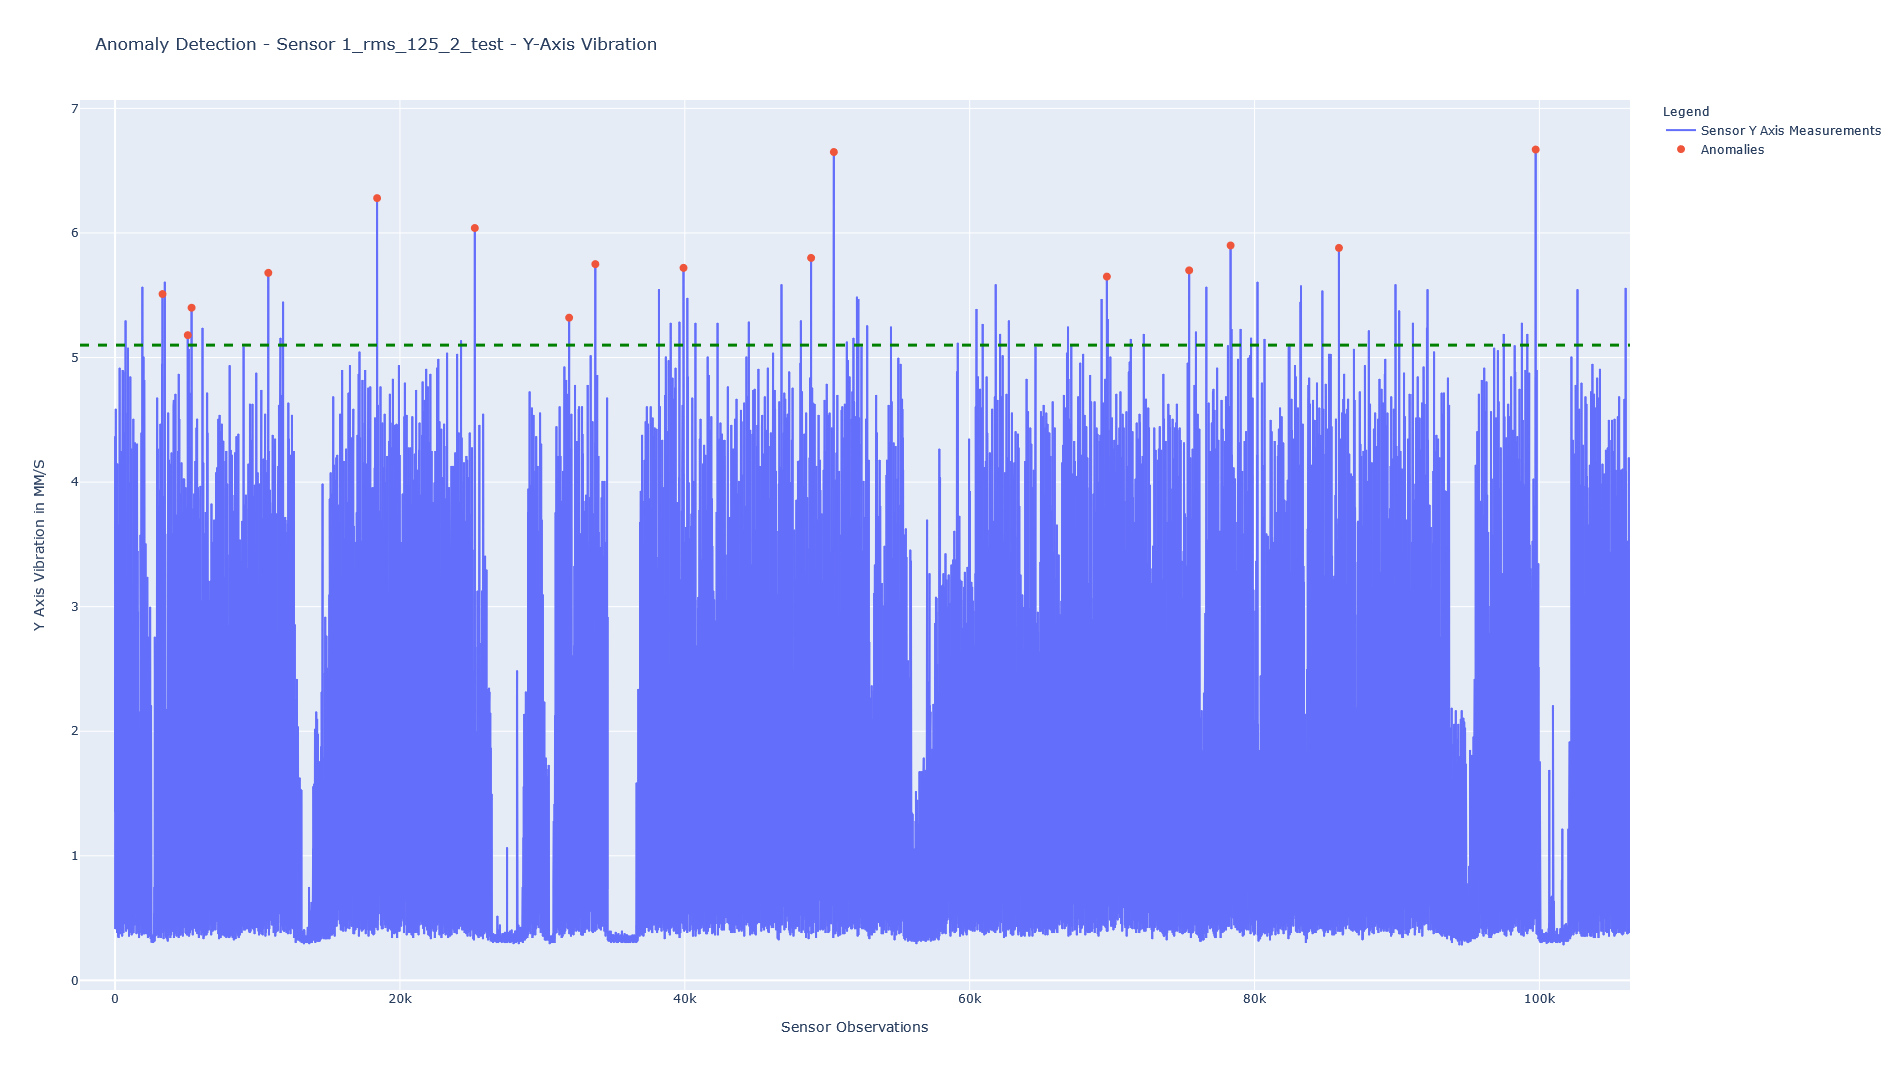 Anomaly Detection - Sensor 1_rms_125_2_test - Y-Axis Vibration
Legend
Sensor Y Axis Measurements
Anomalies
Y Axis Vibration in MM/S
7
6
5
4
3
2
1
0
0
20k
40k
60k
80k
100k
Sensor Observations